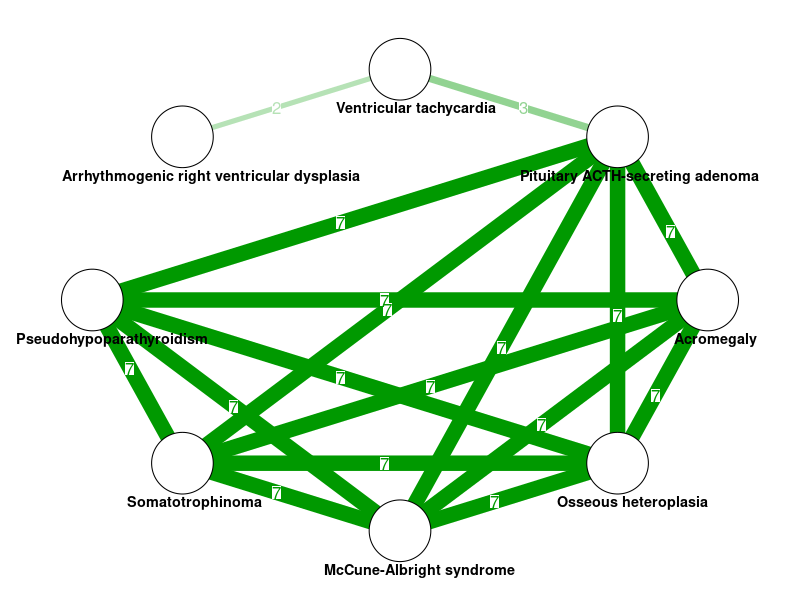 2
3
Ventricular tachycardia
Arrhythmogenic right ventricular dysplasia
Pituitary ACTH-secreting adenoma
7
7
7
7
7
Pseudohypoparathyroidism
Acromegaly
7
7
7
7
7
7
7
7
7
7
Somatotrophinoma
Osseous heteroplasia
McCune-Albright syndrome